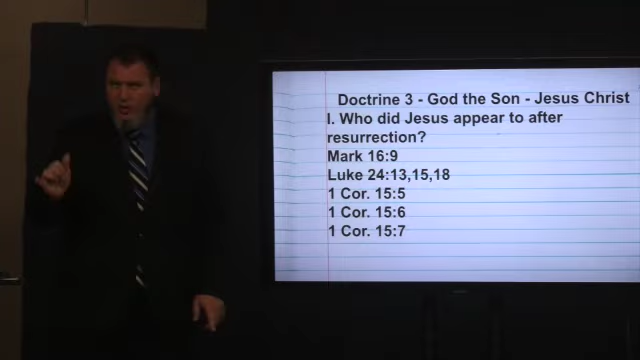 Doctrine 3 - God the Son - Jesus Christ
I. Who did Jesus appear to after
resurrection?
Mark 16:9
Luke 24:13,15,18
1 Cor. 15:5
1 Cor. 15:6
1 Cor. 15:7